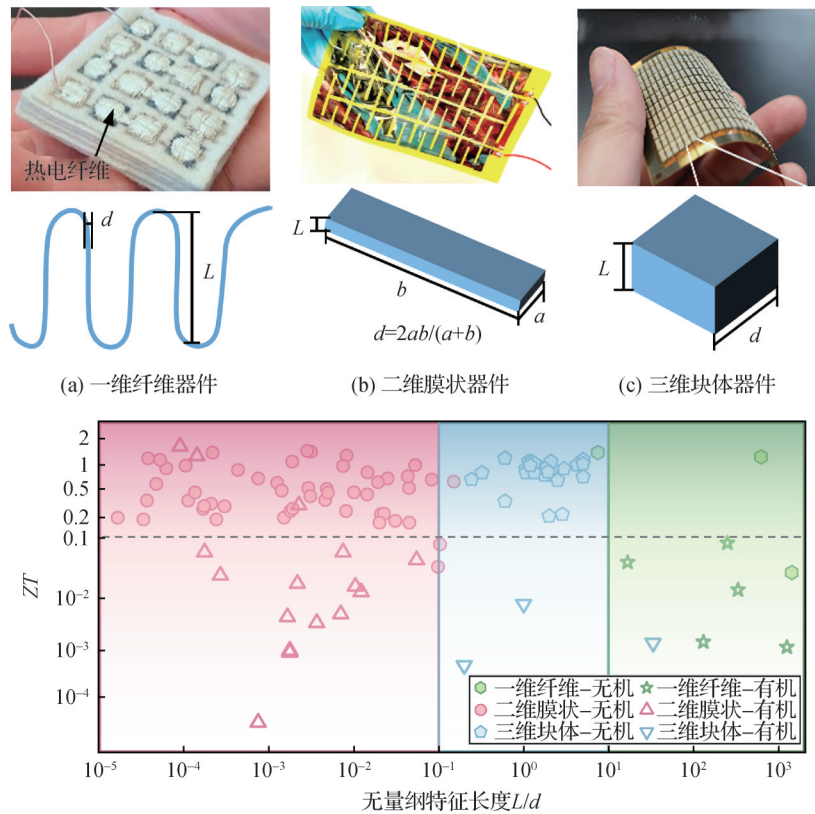 热电纤维
d
L
L
b
a
d=2ab/(a+b)
L
d
(a) 一维纤维器件
(b) 二维膜状器件
(c) 三维块体器件
2
1
0.5
0.2
0.1
10⁻²
10⁻³
10⁻⁴
ZT
一维纤维–无机
一维纤维–有机
二维膜状–无机
二维膜状–有机
三维块体–无机
三维块体–有机
10⁻⁵ 10⁻⁴ 10⁻³ 10⁻² 10⁻¹ 10⁰ 10¹ 10² 10³
无量纲特征长度L/d